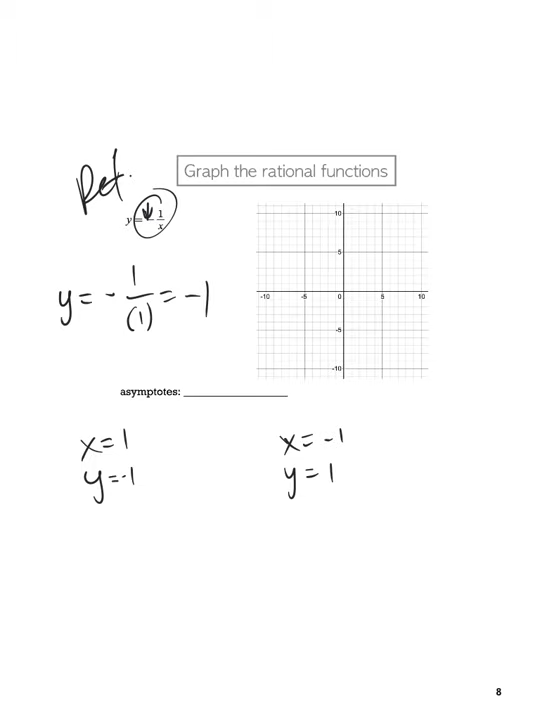 Ref.
Graph the rational functions
y = - 1/x
y = - 1/(1) = -1
10
5
-10 -5 0 5 10
-5
-10
asymptotes: ____________
x = 1 x = -1
y = -1 y = 1
8